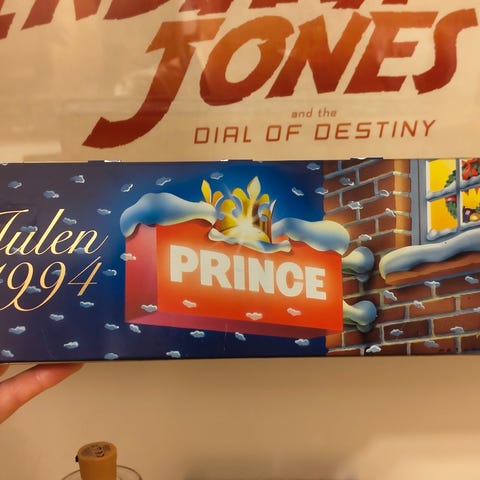 JONES
and the
DIAL OF DESTINY
Julen
1994
PRINCE